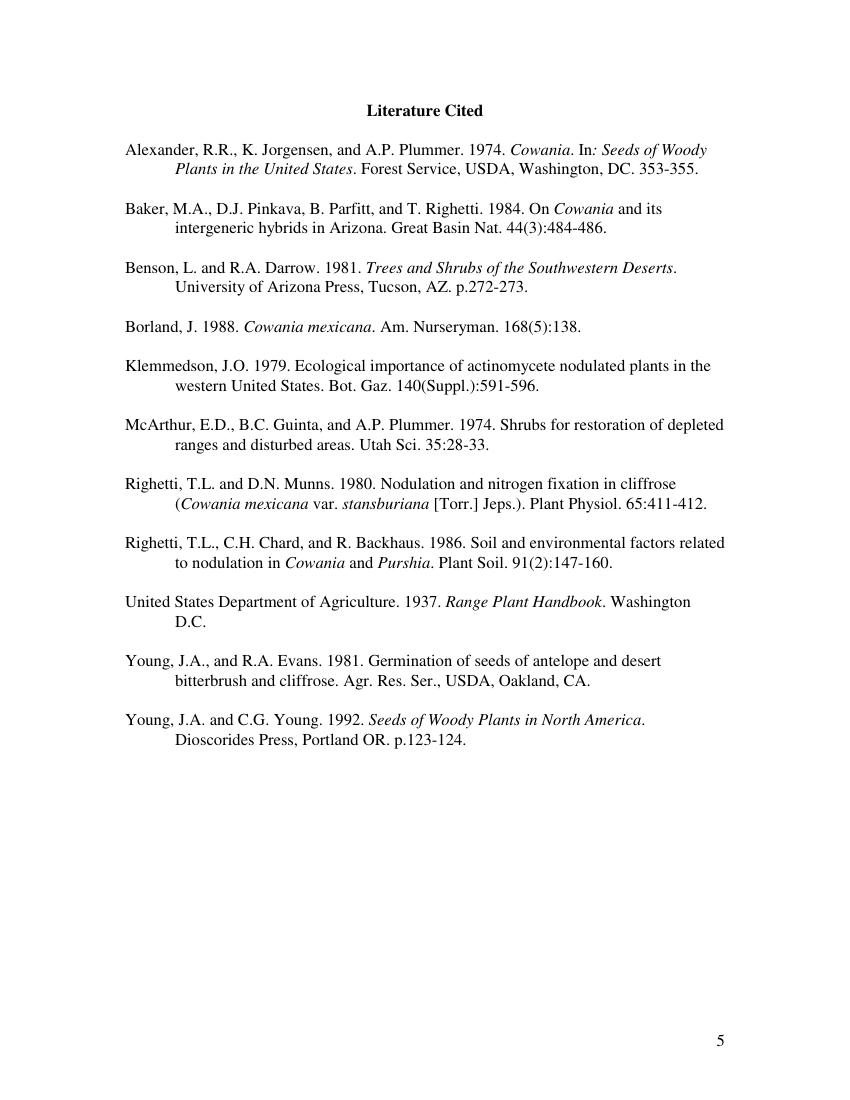 Literature Cited
Alexander, R.R., K. Jorgensen, and A.P. Plummer. 1974. Cowania. In: Seeds of Woody
Plants in the United States. Forest Service, USDA, Washington, DC. 353-355.
Baker, M.A., D.J. Pinkava, B. Parfitt, and T. Righetti. 1984. On Cowania and its
intergeneric hybrids in Arizona. Great Basin Nat. 44(3):484-486.
Benson, L. and R.A. Darrow. 1981. Trees and Shrubs of the Southwestern Deserts.
University of Arizona Press, Tucson, AZ. p.272-273.
Borland, J. 1988. Cowania mexicana. Am. Nurseryman. 168(5):138.
Klemmedson, J.O. 1979. Ecological importance of actinomycete nodulated plants in the
western United States. Bot. Gaz. 140(Suppl.):591-596.
McArthur, E.D., B.C. Guinta, and A.P. Plummer. 1974. Shrubs for restoration of depleted
ranges and disturbed areas. Utah Sci. 35:28-33.
Righetti, T.L. and D.N. Munns. 1980. Nodulation and nitrogen fixation in cliffrose
(Cowania mexicana var. stansburiana [Torr.] Jeps.). Plant Physiol. 65:411-412.
Righetti, T.L., C.H. Chard, and R. Backhaus. 1986. Soil and environmental factors related
to nodulation in Cowania and Purshia. Plant Soil. 91(2):147-160.
United States Department of Agriculture. 1937. Range Plant Handbook. Washington
D.C.
Young, J.A., and R.A. Evans. 1981. Germination of seeds of antelope and desert
bitterbrush and cliffrose. Agr. Res. Ser., USDA, Oakland, CA.
Young, J.A. and C.G. Young. 1992. Seeds of Woody Plants in North America.
Dioscorides Press, Portland OR. p.123-124.
5